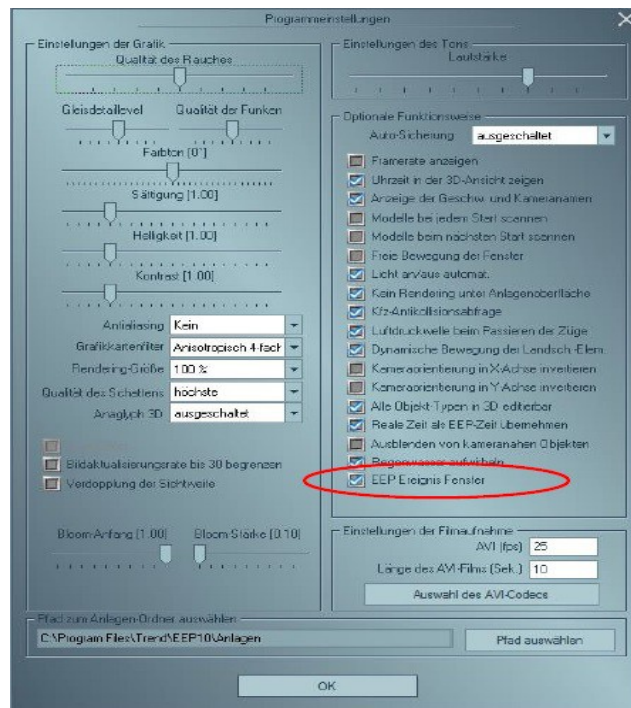 Programmeinstellungen
Einstellungen der Grafik
Qualität des Rauches
Gleisdetaillevel
Qualität der Funken
Farbton [0°]
Sättigung [1.00]
Helligkeit [1.00]
Kontrast [1.00]
Antialiasing Kein
Grafikkartenfilter Anisotropisch 4-fach
Rendering-Größe 100 %
Qualität des Schattens höchste
Anaglyph 3D ausgeschaltet
Bildaktualisierungsrate bis 30 begrenzen
Verdopplung der Sichtweite
Bloom-Anfang [1.00] Bloom-Stärke [0.10]
Einstellungen des Tons
Lautstärke
Optionale Funktionsweise
Auto-Sicherung ausgeschaltet
Framerate anzeigen
Uhrzeit in der 3D-Ansicht zeigen
Anzeige der Geschw. und Kameranamen
Modelle bei jedem Start scannen
Modelle beim nächsten Start scannen
Freie Bewegung der Fenster
Licht an/aus automat.
Kein Rendering unter Anlagenoberfläche
Kfz-Antikollisionsabfrage
Luftdruckwelle beim Passieren der Züge
Dynamische Bewegung der Landsch.-Elem.
Kameraorientierung in X-Achse invertieren
Kameraorientierung in Y-Achse invertieren
Alle Objekt-Typen in 3D editierbar
Reale Zeit als EEP-Zeit übernehmen
Ausblenden von kameranahen Objekten
Regenwasser aufwirbeln
EEP Ereignis Fenster
Einstellungen der Filmaufnahme
AVI (fps) 25
Länge des AVI-Films (Sek.) 10
Auswahl des AVI-Codecs
Pfad zum Anlagen-Ordner auswählen
C:\Program Files\Trend\EEP10\Anlagen
Pfad auswählen
OK